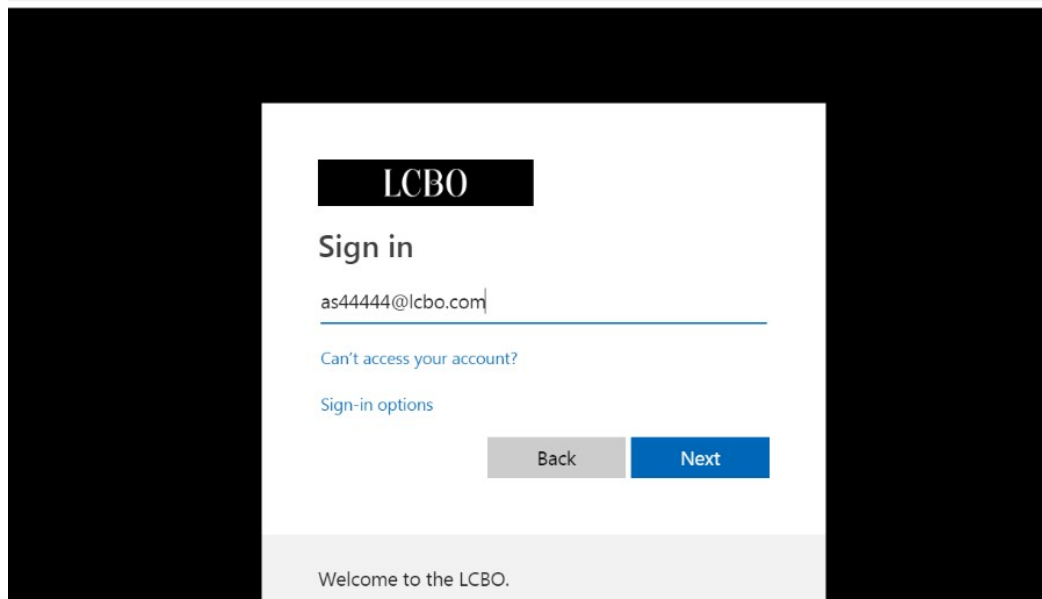 LCBO
Sign in
as44444@lcbo.com
Can't access your account?
Sign-in options
Back Next
Welcome to the LCBO.